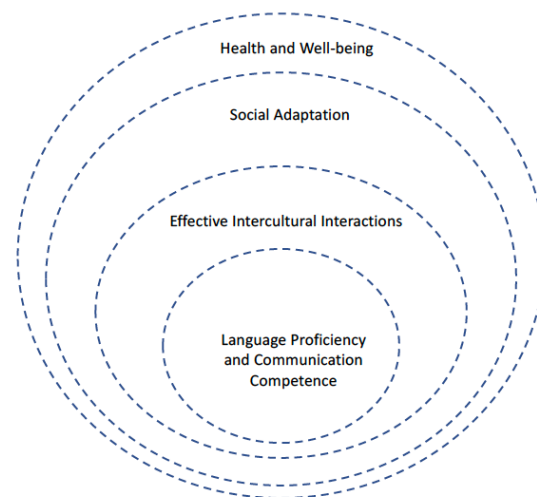 Health and Well-being
Social Adaptation
Effective Intercultural Interactions
Language Proficiency
and Communication
Competence